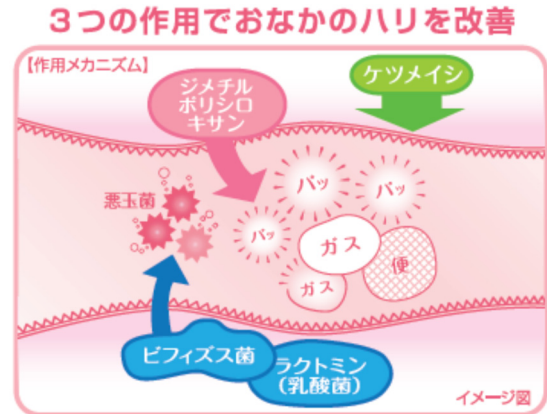 3つの作用でおなかのハリを改善
【作用メカニズム】
ジメチル
ポリシロ
キサン
ケツメイシ
悪玉菌
パッ
パッ
パッ
ガス
ガス
便
ビフィズス菌
ラクトミン
（乳酸菌）
イメージ図